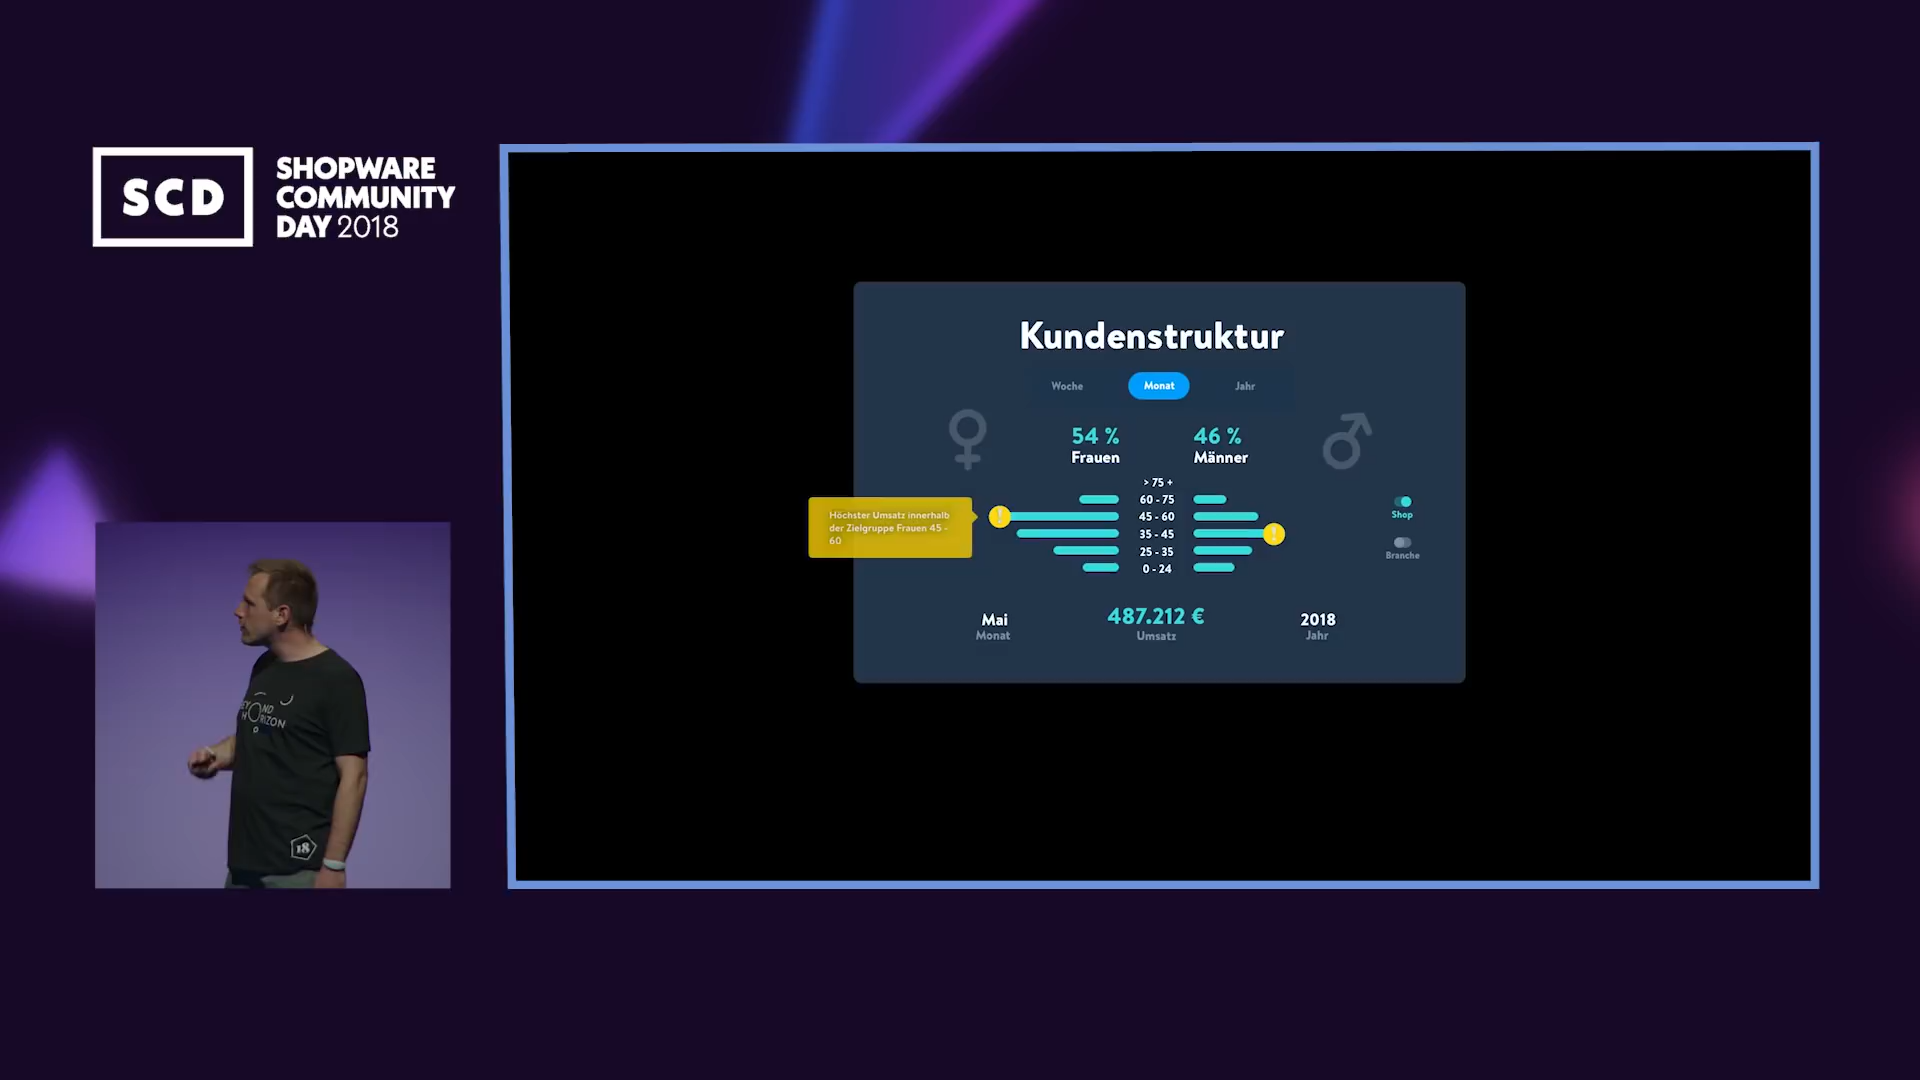 SCD
SHOPWARE
COMMUNITY
DAY 2018
Kundenstruktur
Woche Monat Jahr
54 % 46 %
Frauen Männer
> 75 +
60 - 75
Höchster Umsatz innerhalb
der Zielgruppe Frauen 45 -
60
! 45 - 60
35 - 45 !
25 - 35
0 - 24
Shop
Branche
Mai 487.212 € 2018
Monat Umsatz Jahr
HORIZON
18